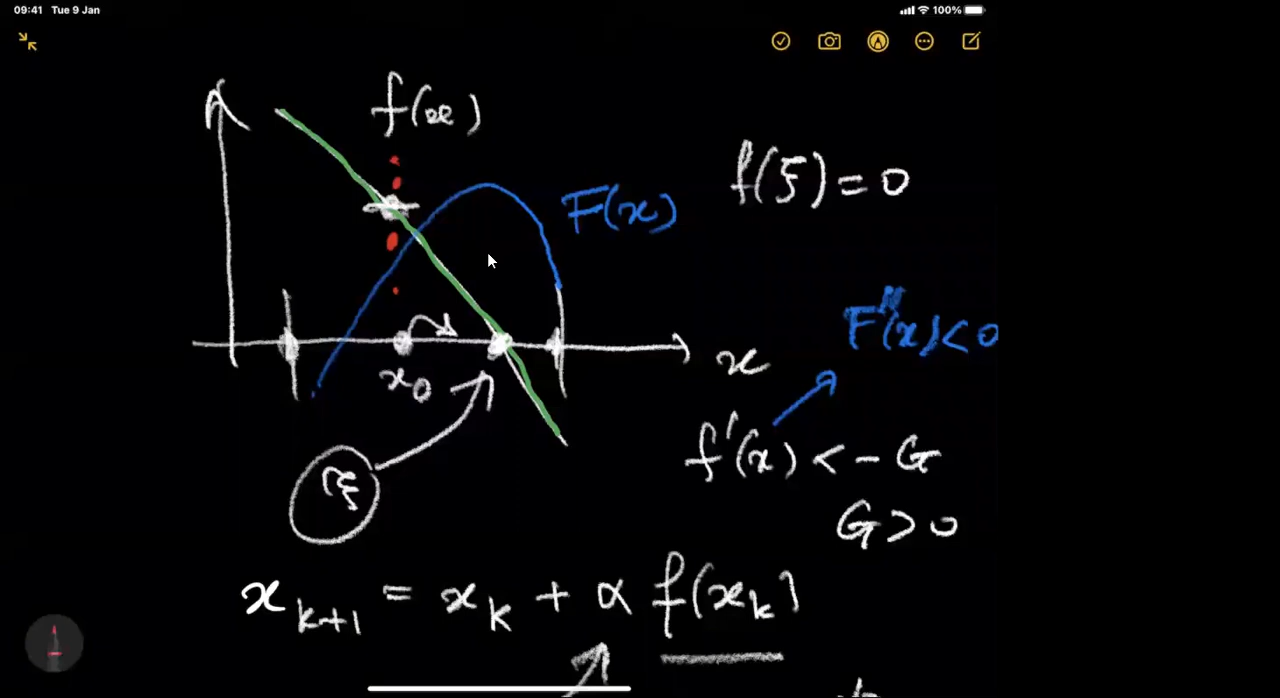 09:41 Tue 9 Jan
100%
f(x)
f(ξ) = 0
F(x)
F''(x) < 0
x
x₀
f'(x) < - G
ξ
G > 0
xₖ₊₁ = xₖ + α f(xₖ)